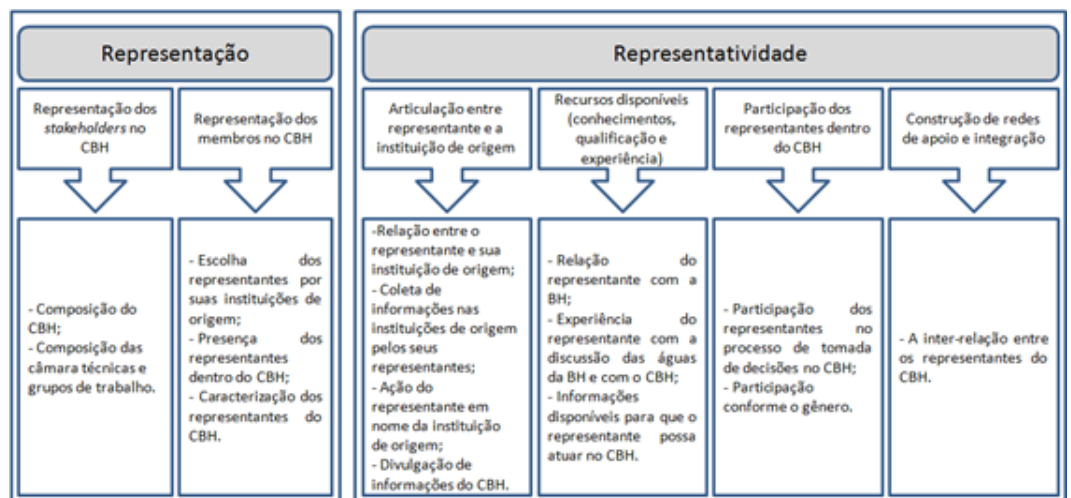 Representação
Representatividade
Representação dos
stakeholders no
CBH
Representação dos
membros no CBH
Articulação entre
representante e a
instituição de origem
Recursos disponíveis
(conhecimentos,
qualificação e
experiência)
Participação dos
representantes dentro
do CBH
Construção de redes
de apoio e integração
- Composição do
CBH;
- Composição das
câmara técnicas e
grupos de trabalho.
- Escolha dos
representantes por
suas instituições de
origem;
- Presença dos
representantes
dentro do CBH;
- Caracterização dos
representantes do
CBH.
-Relação entre o
representante e sua
instituição de origem;
- Coleta de
informações nas
instituições de origem
pelos seus
representantes;
- Ação do
representante em
nome da instituição
de origem;
- Divulgação de
informações do CBH.
- Relação do
representante com a
BH;
- Experiência do
representante com a
discussão das águas
da BH e com o CBH;
- Informações
disponíveis para que o
representante possa
atuar no CBH.
- Participação dos
representantes no
processo de tomada
de decisões no CBH;
- Participação
conforme o gênero.
- A inter-relação entre
os representantes do
CBH.